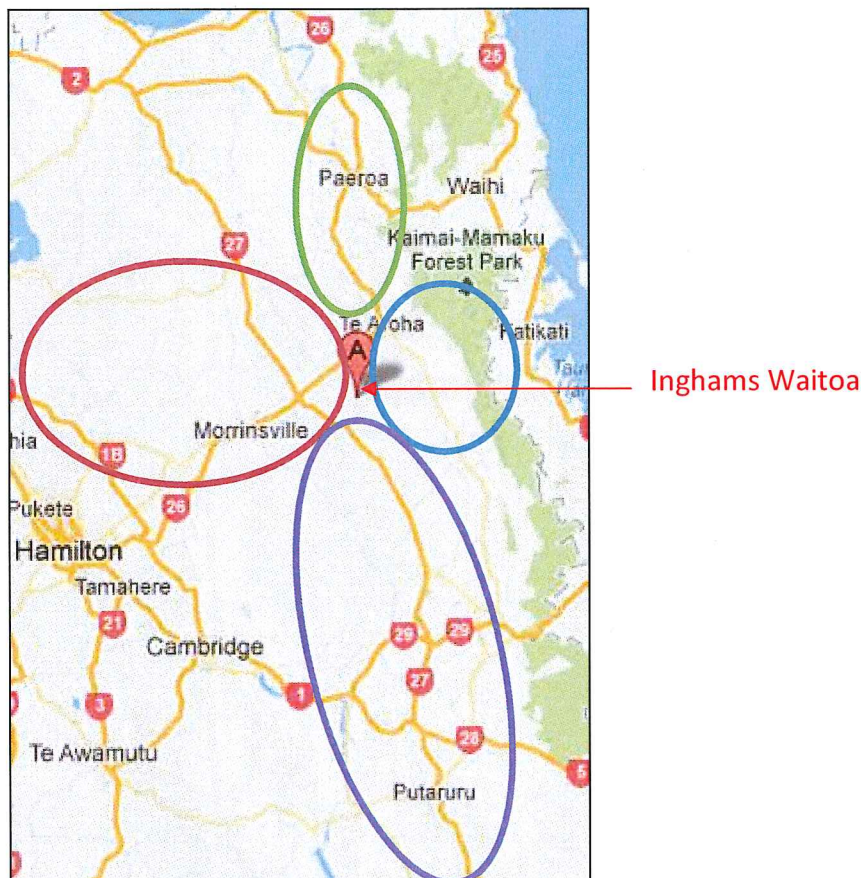 26
25
2
Paeroa
Waihi
27
Kaimai-Mamaku
Forest Park
Te Aroha
Katikati
A
Inghams Waitoa
Morrinsville
hia
1B
Pukete
26
Hamilton
Tamahere
21
29
29
Cambridge
27
1
3
28
Te Awamutu
5
Putaruru